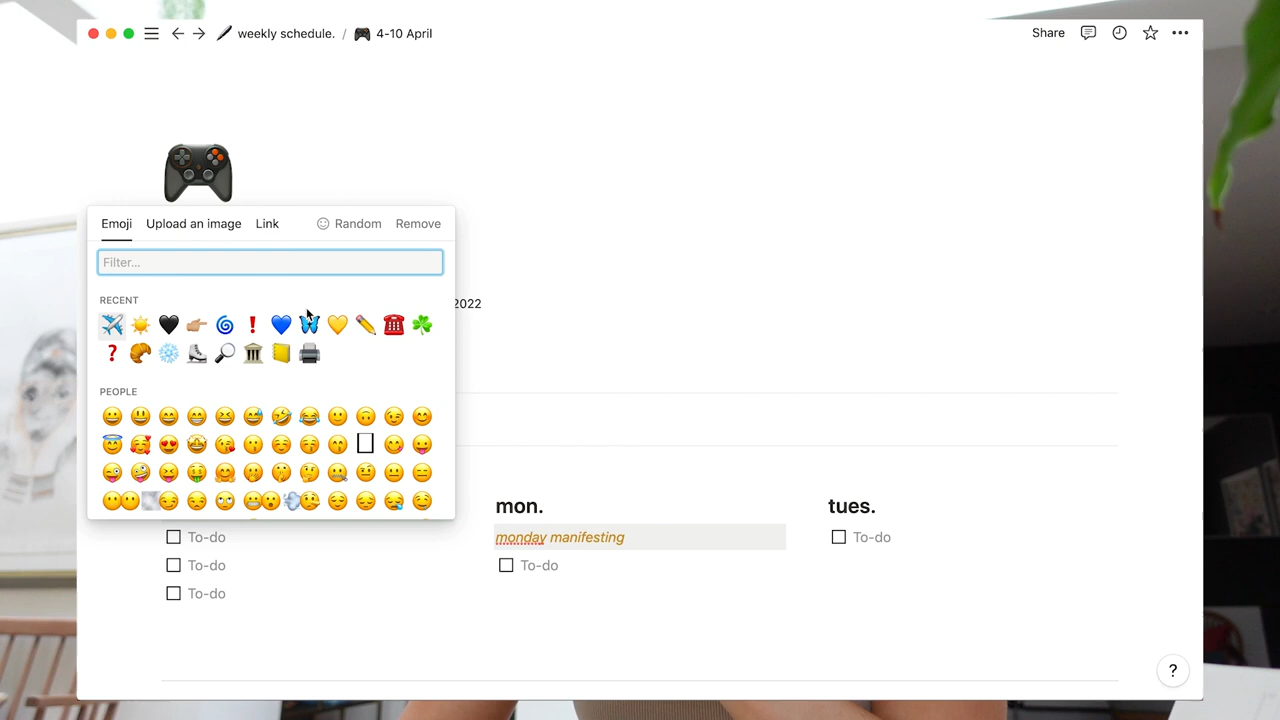 weekly schedule. / 4-10 April
Share
Emoji Upload an image Link Random Remove
Filter...
RECENT
2022
PEOPLE
mon.
tues.
To-do
monday manifesting
To-do
To-do
To-do
To-do
?